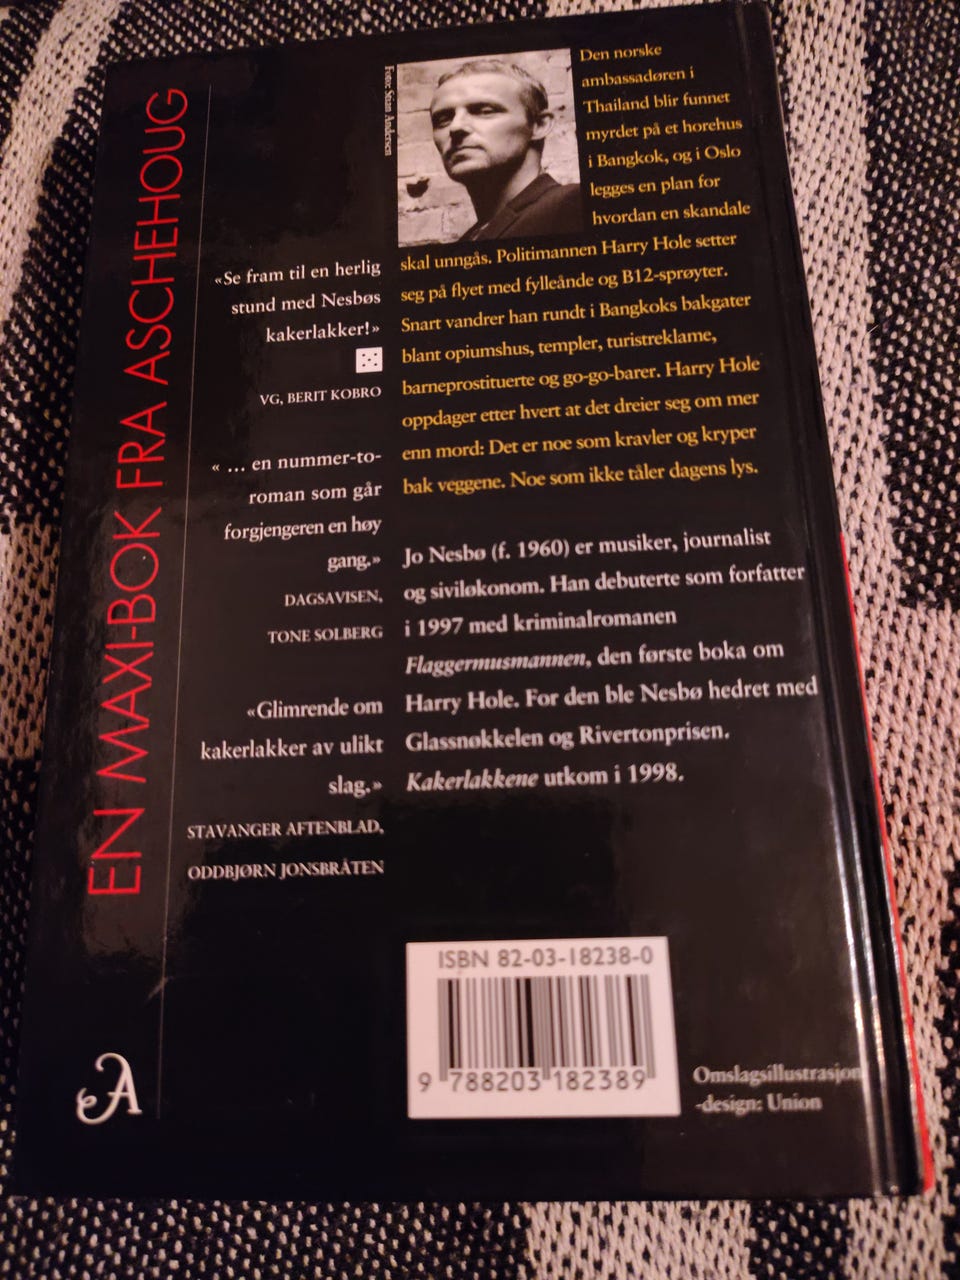 EN MAXI-BOK FRA ASCHEHOUG
«Se fram til en herlig
stund med Nesbøs
kakerlakker!»
VG, BERIT KOBRO
« ... en nummer-to-
roman som går
forgjengeren en høy
gang.»
DAGSAVISEN,
TONE SOLBERG
«Glimrende om
kakerlakker av ulikt
slag.»
STAVANGER AFTENBLAD,
ODDBJØRN JONSBRÅTEN
Foto: Stian Andersen
Den norske
ambassadøren i
Thailand blir funnet
myrdet på et horehus
i Bangkok, og i Oslo
legges en plan for
hvordan en skandale
skal unngås. Politimannen Harry Hole setter
seg på flyet med fylleånde og B12-sprøyter.
Snart vandrer han rundt i Bangkoks bakgater
blant opiumshus, templer, turistreklame,
barneprostituerte og go-go-barer. Harry Hole
oppdager etter hvert at det dreier seg om mer
enn mord: Det er noe som kravler og kryper
bak veggene. Noe som ikke tåler dagens lys.
Jo Nesbø (f. 1960) er musiker, journalist
og siviløkonom. Han debuterte som forfatter
i 1997 med kriminalromanen
Flaggermusmannen, den første boka om
Harry Hole. For den ble Nesbø hedret med
Glassnøkkelen og Rivertonprisen.
Kakerlakkene utkom i 1998.
ISBN 82-03-18238-0
9 788203 182389
Omslagsillustrasjon
-design: Union
A